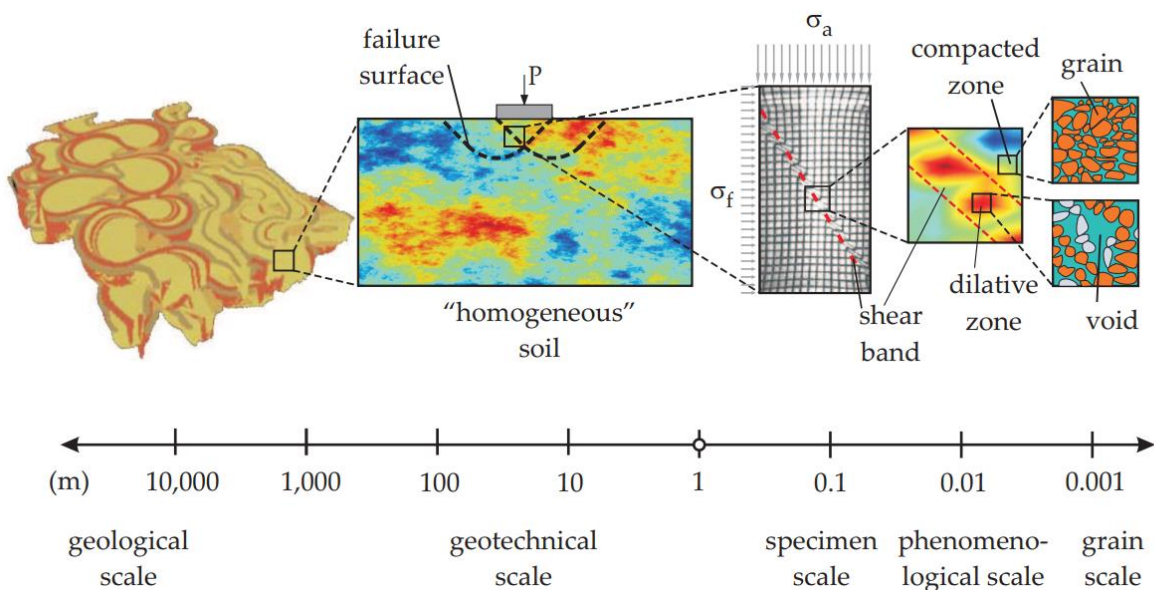 failure
surface
P
“homogeneous”
soil
σa
σf
shear
band
compacted
zone
dilative
zone
grain
void
(m) 10,000 1,000 100 10 1 0.1 0.01 0.001
geological
scale
geotechnical
scale
specimen
scale
phenomeno-
logical scale
grain
scale